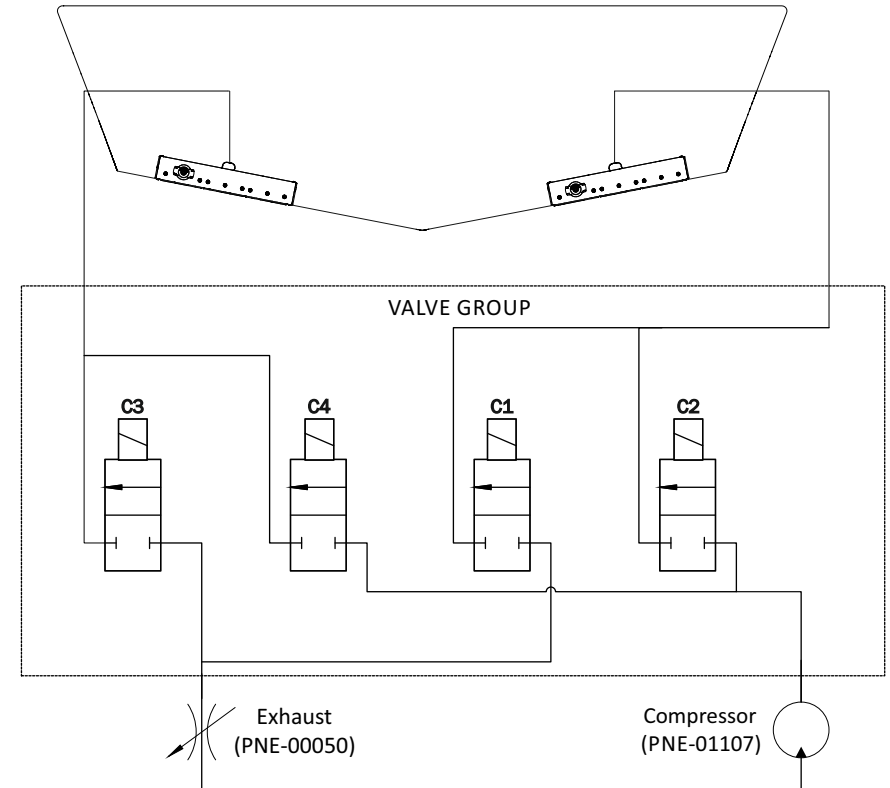 VALVE GROUP
C3
C4
C1
C2
Exhaust
(PNE-00050)
Compressor
(PNE-01107)